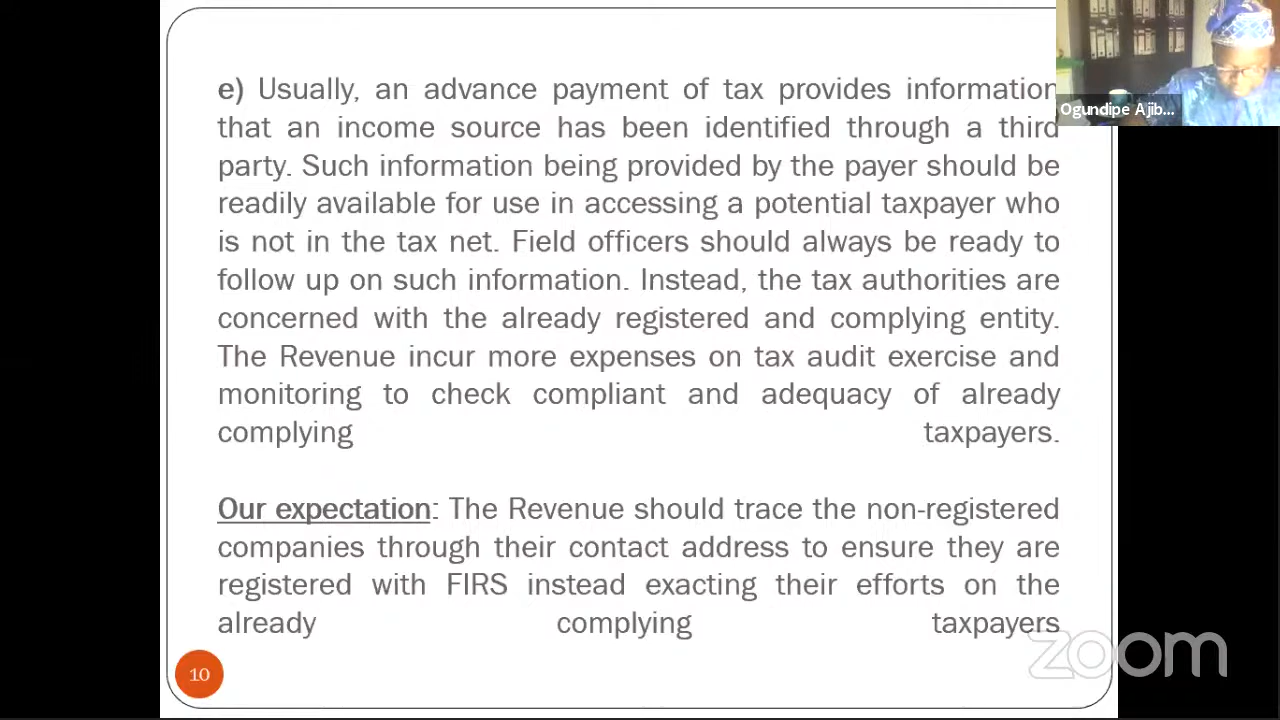 e) Usually, an advance payment of tax provides information
Ogundipe Ajib...
that an income source has been identified through a third
party. Such information being provided by the payer should be
readily available for use in accessing a potential taxpayer who
is not in the tax net. Field officers should always be ready to
follow up on such information. Instead, the tax authorities are
concerned with the already registered and complying entity.
The Revenue incur more expenses on tax audit exercise and
monitoring to check compliant and adequacy of already
complying taxpayers.
Our expectation: The Revenue should trace the non-registered
companies through their contact address to ensure they are
registered with FIRS instead exacting their efforts on the
already complying taxpayers
zoom
10